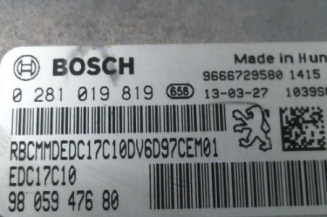 BOSCH
Made in Hun
9666729580 1415
0 281 019 819 656 13-03-27 1039S
RBCMMDEDC17C10DV6D97CEM01
EDC17C10
98 059 476 80